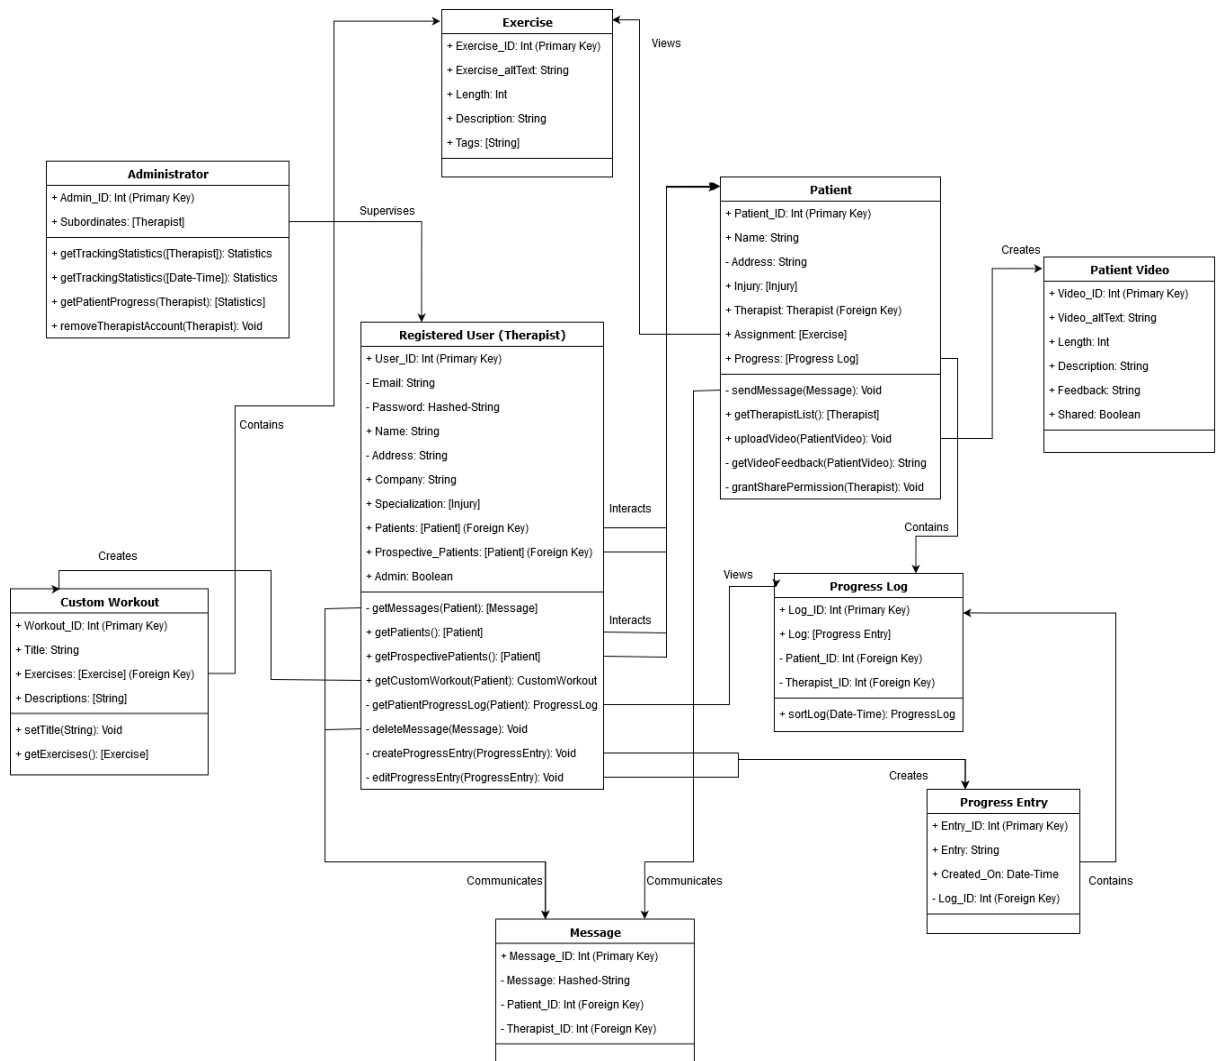 Exercise
+ Exercise_ID: Int (Primary Key)
+ Exercise_altText: String
+ Length: Int
+ Description: String
+ Tags: [String]
Views
Administrator
+ Admin_ID: Int (Primary Key)
+ Subordinates: [Therapist]
+ getTrackingStatistics([Therapist]): Statistics
+ getTrackingStatistics([Date-Time]): Statistics
+ getPatientProgress(Therapist): [Statistics]
+ removeTherapistAccount(Therapist): Void
Supervises
Patient
+ Patient_ID: Int (Primary Key)
+ Name: String
- Address: String
+ Injury: [Injury]
+ Therapist: Therapist (Foreign Key)
+ Assignment: [Exercise]
+ Progress: [Progress Log]
- sendMessage(Message): Void
+ getTherapistList(): [Therapist]
+ uploadVideo(PatientVideo): Void
- getVideoFeedback(PatientVideo): String
- grantSharePermission(Therapist): Void
Creates
Patient Video
+ Video_ID: Int (Primary Key)
+ Video_altText: String
+ Length: Int
+ Description: String
+ Feedback: String
+ Shared: Boolean
Registered User (Therapist)
+ User_ID: Int (Primary Key)
- Email: String
- Password: Hashed-String
+ Name: String
- Address: String
+ Company: String
+ Specialization: [Injury]
+ Patients: [Patient] (Foreign Key)
+ Prospective_Patients: [Patient] (Foreign Key)
+ Admin: Boolean
- getMessages(Patient): [Message]
+ getPatients(): [Patient]
+ getProspectivePatients(): [Patient]
+ getCustomWorkout(Patient): CustomWorkout
- getPatientProgressLog(Patient): ProgressLog
- deleteMessage(Message): Void
- createProgressEntry(ProgressEntry): Void
- editProgressEntry(ProgressEntry): Void
Contains
Interacts
Interacts
Contains
Creates
Custom Workout
+ Workout_ID: Int (Primary Key)
+ Title: String
+ Exercises: [Exercise] (Foreign Key)
+ Descriptions: [String]
+ setTitle(String): Void
+ getExercises(): [Exercise]
Views
Progress Log
+ Log_ID: Int (Primary Key)
+ Log: [Progress Entry]
- Patient_ID: Int (Foreign Key)
- Therapist_ID: Int (Foreign Key)
+ sortLog(Date-Time): ProgressLog
Creates
Progress Entry
+ Entry_ID: Int (Primary Key)
+ Entry: String
+ Created_On: Date-Time
- Log_ID: Int (Foreign Key)
Contains
Communicates
Communicates
Message
+ Message_ID: Int (Primary Key)
- Message: Hashed-String
- Patient_ID: Int (Foreign Key)
- Therapist_ID: Int (Foreign Key)